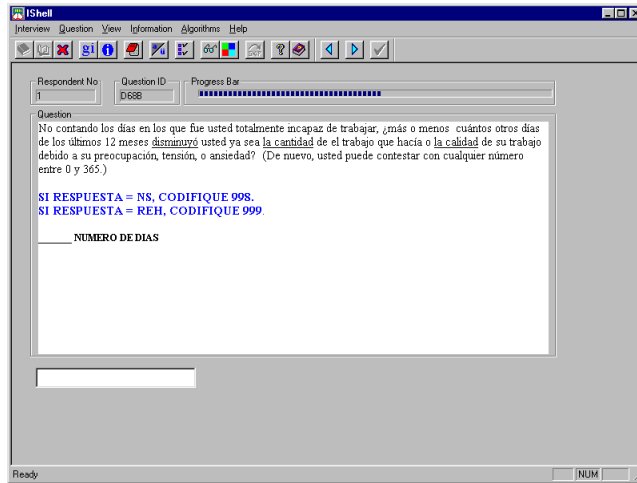 IShell
Interview Question View Information Algorithms Help
gi
Respondent No
Question ID
Progress Bar
1
D68B
Question
No contando los días en los que fue usted totalmente incapaz de trabajar, ¿más o menos cuántos otros días
de los últimos 12 meses disminuyó usted ya sea la cantidad de el trabajo que hacía o la calidad de su trabajo
debido a su preocupación, tensión, o ansiedad? (De nuevo, usted puede contestar con cualquier número
entre 0 y 365.)
SI RESPUESTA = NS, CODIFIQUE 998.
SI RESPUESTA = REH, CODIFIQUE 999.
______ NUMERO DE DIAS
Ready
NUM